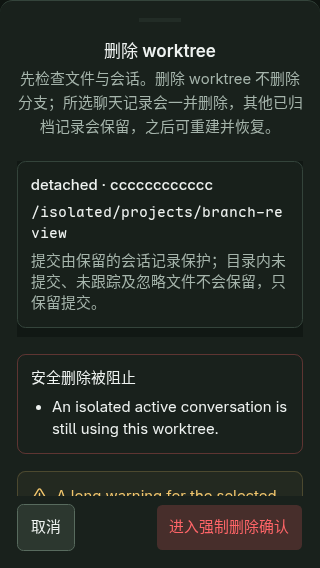 删除 worktree
先检查文件与会话。删除 worktree 不删除
分支；所选聊天记录会一并删除，其他已归
档记录会保留，之后可重建并恢复。
detached · cccccccccccc
/isolated/projects/branch-re
view
提交由保留的会话记录保护；目录内未
提交、未跟踪及忽略文件不会保留，只
保留提交。
安全删除被阻止
• An isolated active conversation is
still using this worktree.
A long warning for the selected
取消
进入强制删除确认